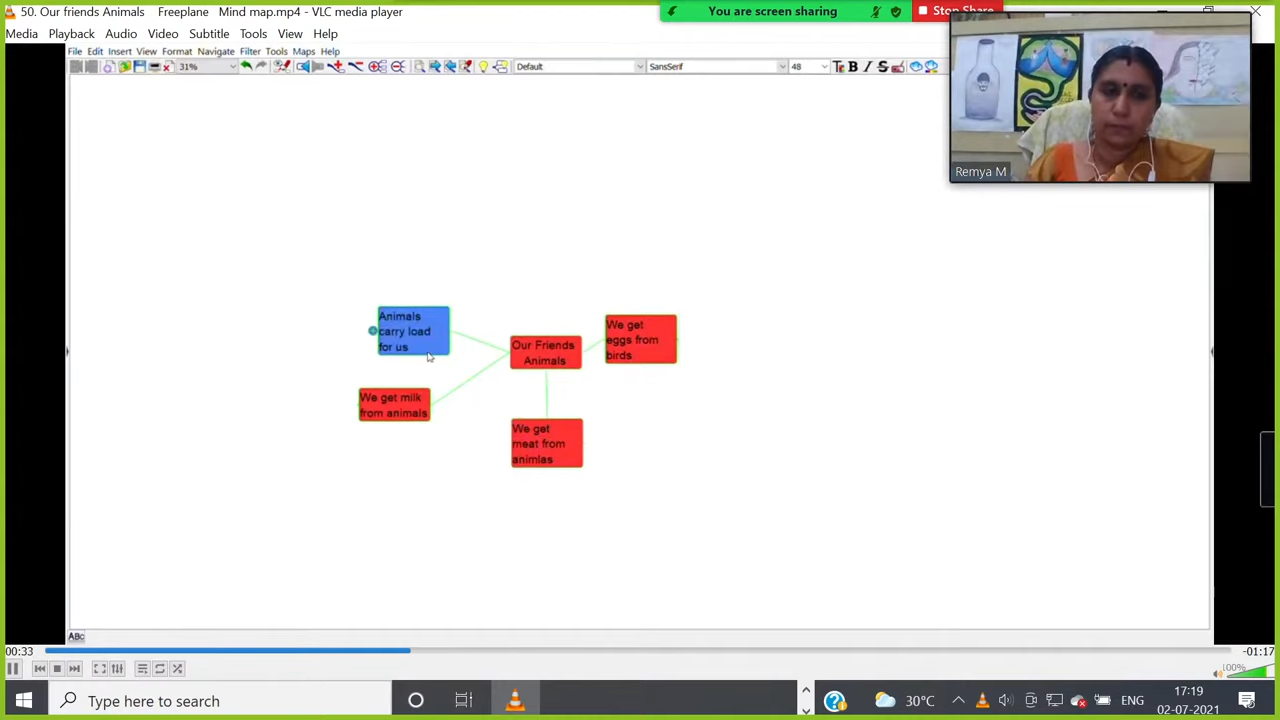 50. Our friends Animals Freeplane Mind map.mp4 - VLC media player
You are screen sharing
Stop Share
Media Playback Audio Video Subtitle Tools View Help
File Edit Insert View Format Navigate Filter Tools Maps Help
31%
Default
SansSerif
48
B I S
Remya M
Animals
carry load
for us
Our Friends
Animals
We get
eggs from
birds
We get milk
from animals
We get
meat from
animlas
ABc
00:33
-01:17
100%
Type here to search
30°C
ENG
17:19
02-07-2021